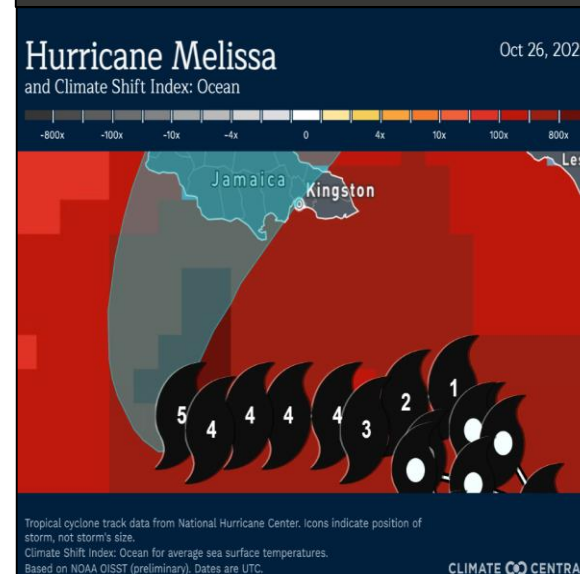 Hurricane Melissa
Oct 26, 202
and Climate Shift Index: Ocean
-800x -100x -10x -4x 0 4x 10x 100x 800x
Les
Jamaica
Kingston
5 4 4 4 4 3 2 1
Tropical cyclone track data from National Hurricane Center. Icons indicate position of
storm, not storm's size.
Climate Shift Index: Ocean for average sea surface temperatures.
Based on NOAA OISST (preliminary). Dates are UTC.
CLIMATE CENTRA